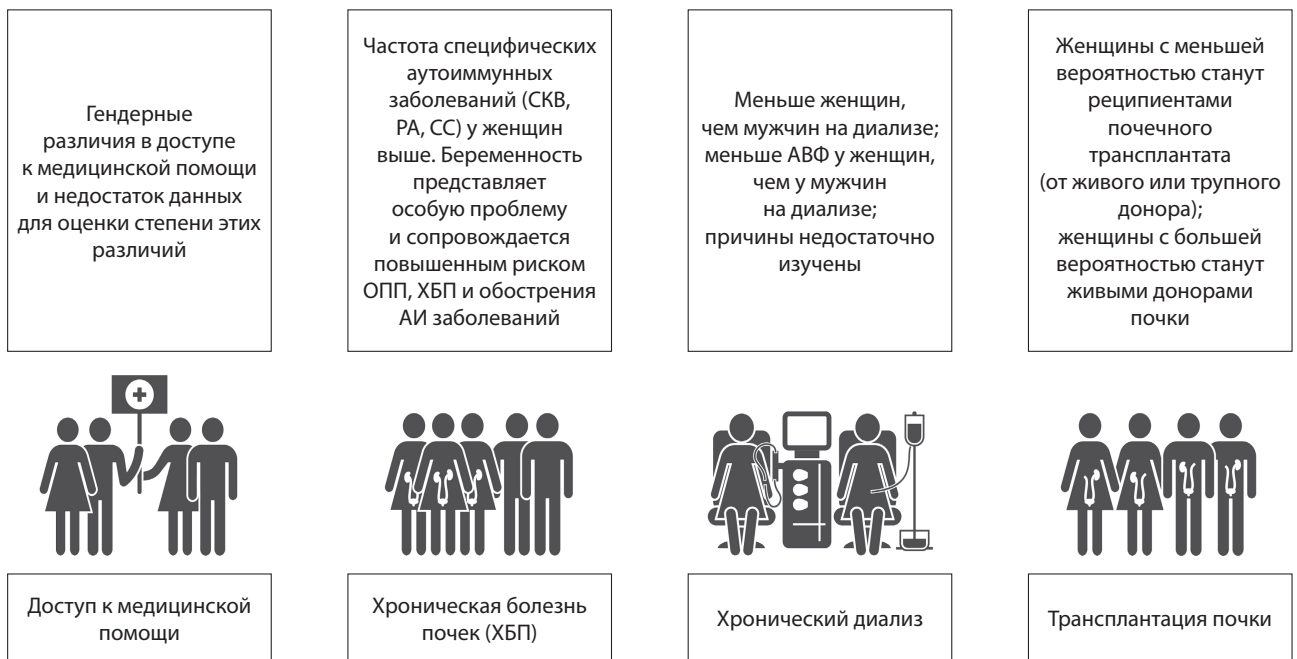 Гендерные
различия в доступе
к медицинской помощи
и недостаток данных
для оценки степени этих
различий
Частота специфических
аутоиммунных
заболеваний (СКВ,
РА, СС) у женщин
выше. Беременность
представляет
особую проблему
и сопровождается
повышенным риском
ОПП, ХБП и обострения
АИ заболеваний
Меньше женщин,
чем мужчин на диализе;
меньше АВФ у женщин,
чем у мужчин
на диализе;
причины недостаточно
изучены
Женщины с меньшей
вероятностью станут
реципиентами
почечного
трансплантата
(от живого или трупного
донора);
женщины с большей
вероятностью станут
живыми донорами
почки
Доступ к медицинской
помощи
Хроническая болезнь
почек (ХБП)
Хронический диализ
Трансплантация почки